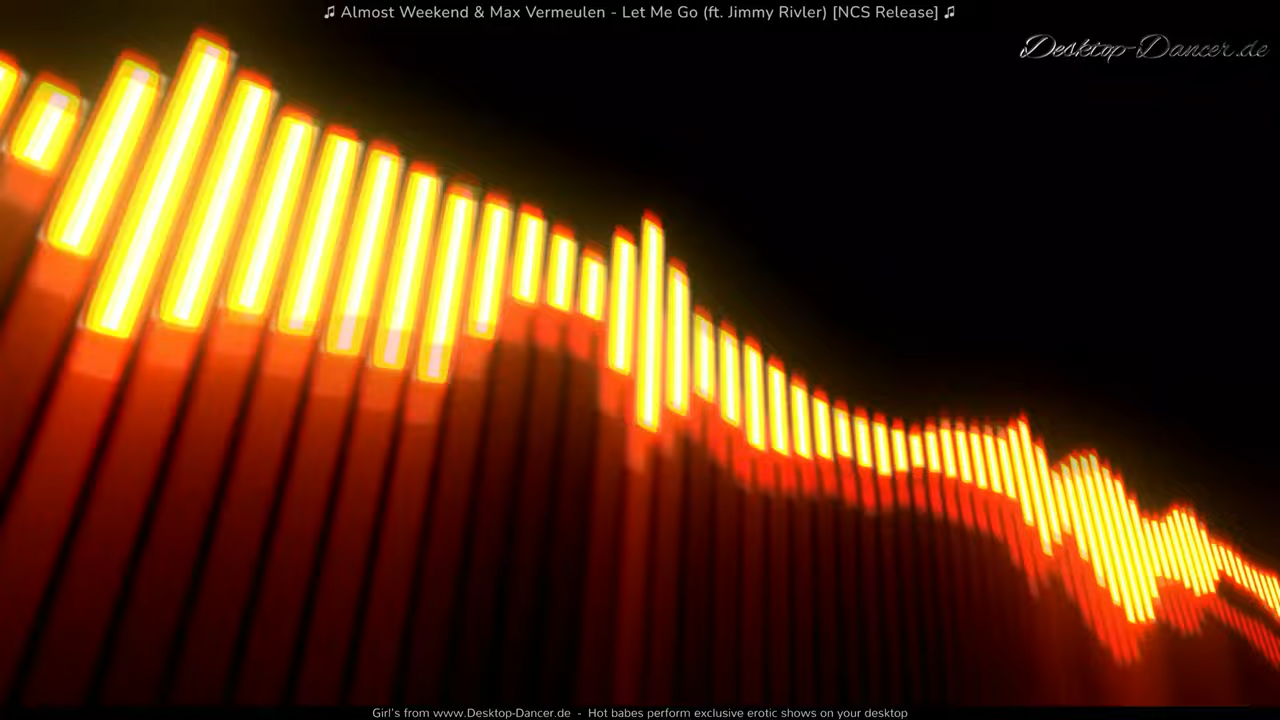 ♫ Almost Weekend & Max Vermeulen - Let Me Go (ft. Jimmy Rivler) [NCS Release] ♫
Desktop-Dancer.de
Girl's from www.Desktop-Dancer.de - Hot babes perform exclusive erotic shows on your desktop